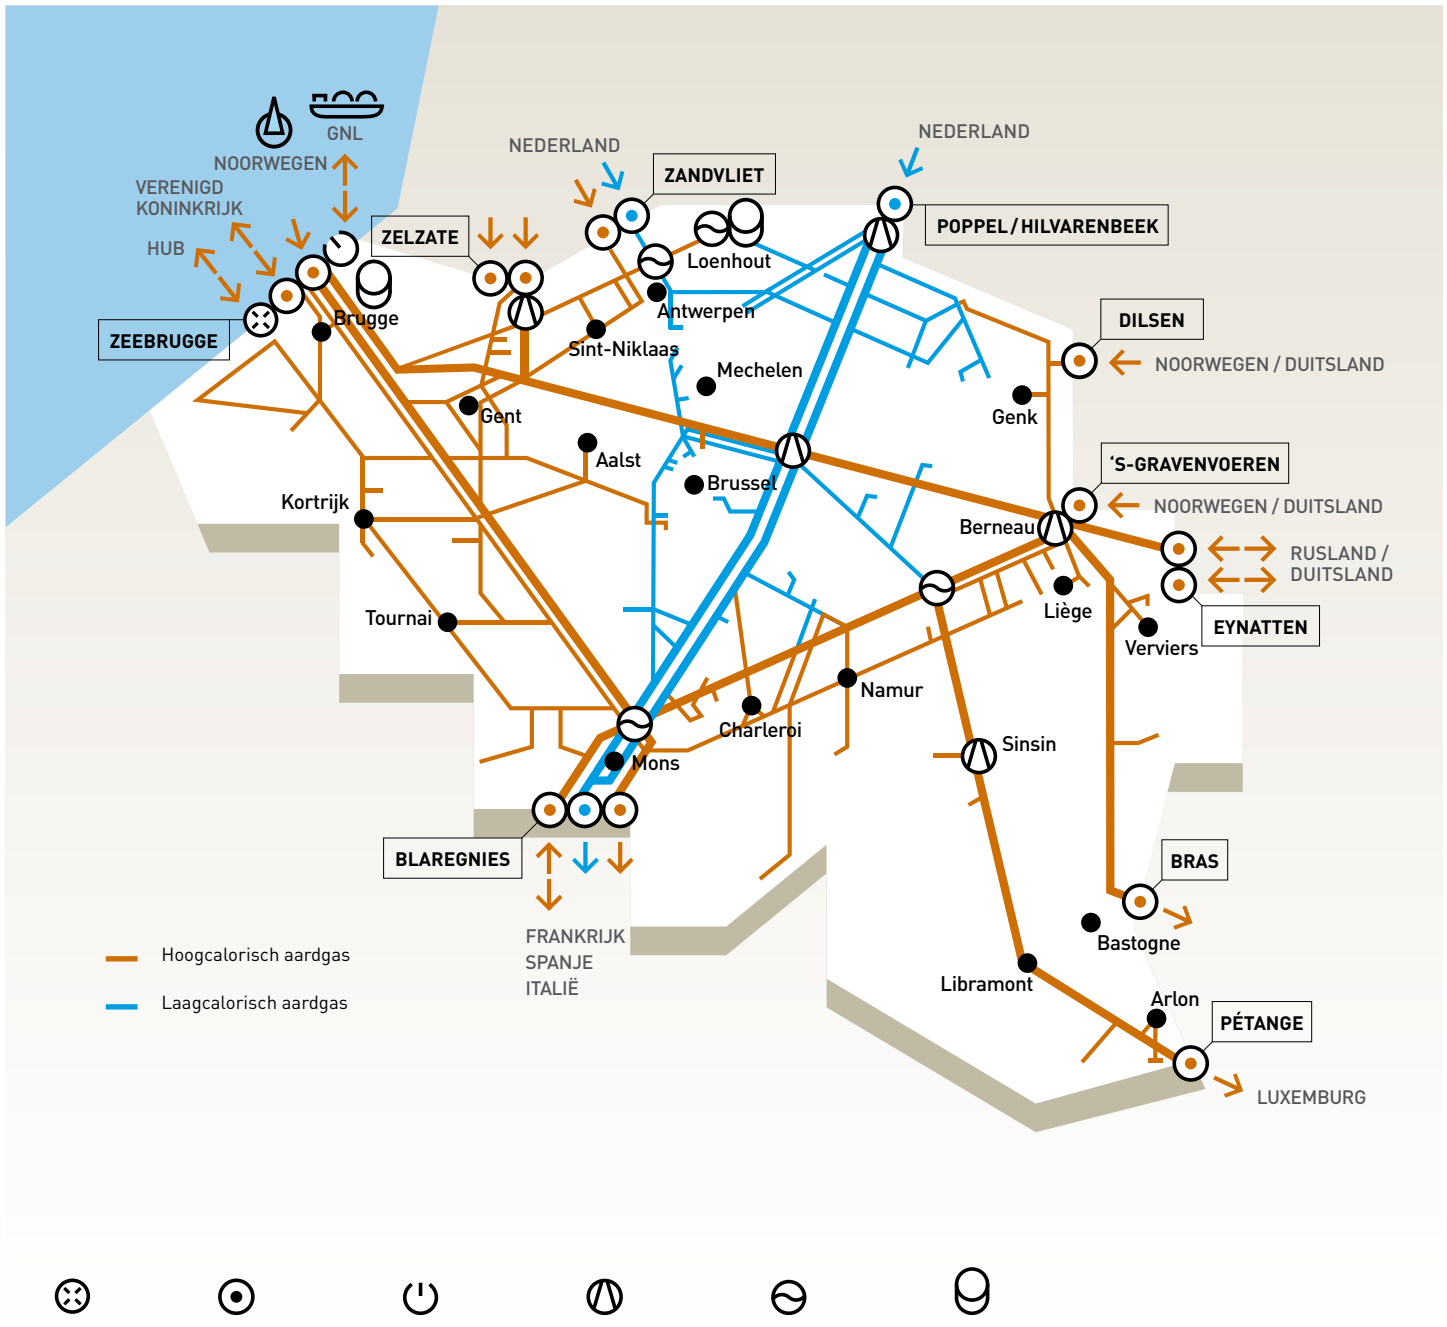 GNL
NOORWEGEN
VERENIGD
KONINKRIJK
HUB
ZEEBRUGGE
Brugge
ZELZATE
NEDERLAND
ZANDVLIET
NEDERLAND
POPPEL / HILVARENBEEK
Loenhout
Antwerpen
Sint-Niklaas
Mechelen
DILSEN
NOORWEGEN / DUITSLAND
Genk
Gent
Aalst
Brussel
'S-GRAVENVOEREN
NOORWEGEN / DUITSLAND
Kortrijk
Berneau
RUSLAND /
DUITSLAND
Liège
EYNATTEN
Verviers
Tournai
Namur
Charleroi
Sinsin
Mons
BLAREGNIES
BRAS
FRANKRIJK
SPANJE
ITALIË
Bastogne
Libramont
Arlon
PÉTANGE
LUXEMBURG
Hoogcalorisch aardgas
Laagcalorisch aardgas